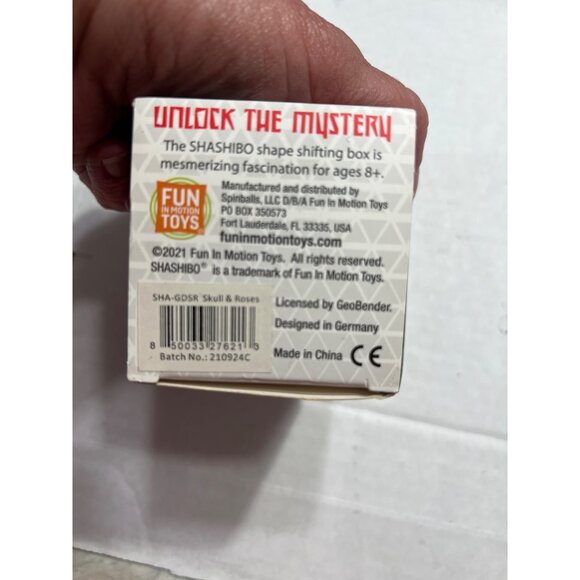 UNLOCK THE MYSTERY
The SHASHIBO shape shifting box is
mesmerizing fascination for ages 8+.
FUN
IN MOTION
TOYS
Manufactured and distributed by
Spinballs, LLC D/B/A Fun In Motion Toys
PO BOX 350573
Fort Lauderdale, FL 33335, USA
funinmotiontoys.com
©2021 Fun In Motion Toys. All rights reserved.
SHASHIBO® is a trademark of Fun In Motion Toys.
SHA-GDSR Skull & Roses
8 50033 27621 3
Batch No.: 210924C
Licensed by GeoBender.
Designed in Germany
Made in China CE